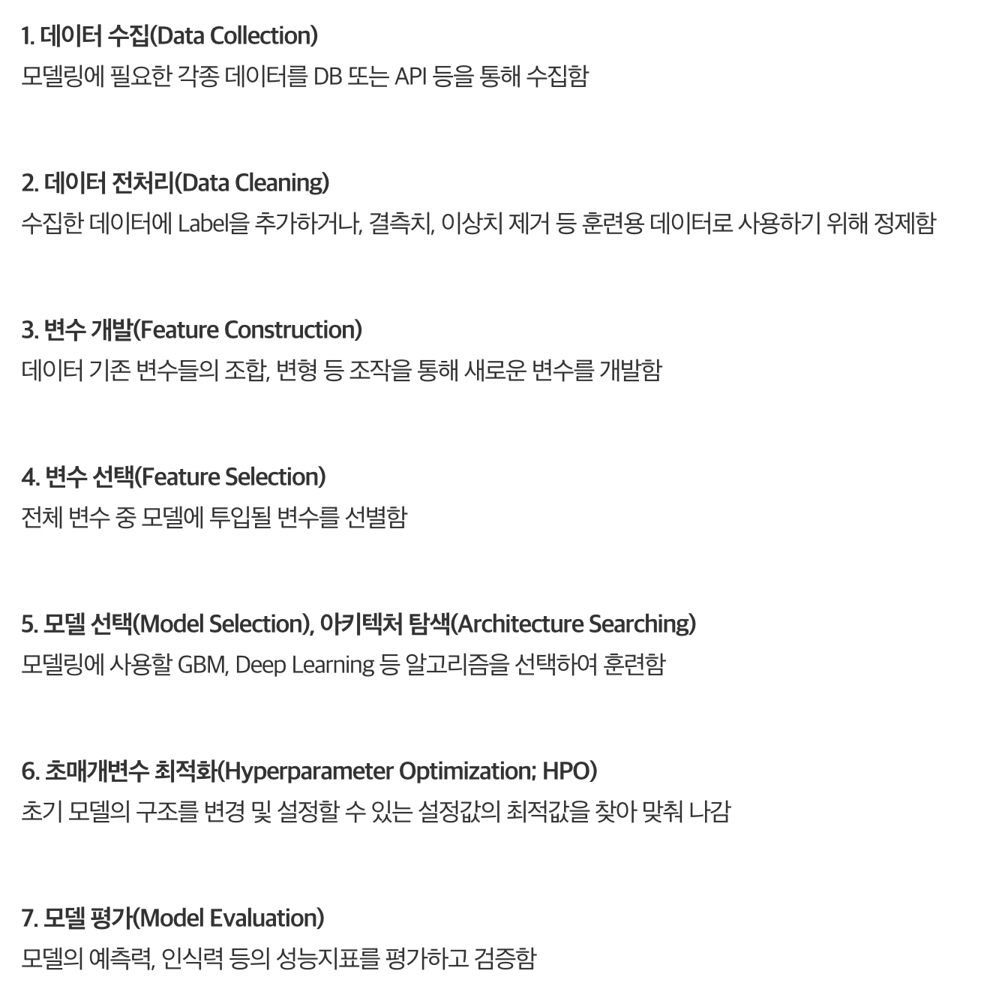 1. 데이터 수집(Data Collection)
모델링에 필요한 각종 데이터를 DB 또는 API 등을 통해 수집함
2. 데이터 전처리(Data Cleaning)
수집한 데이터에 Label을 추가하거나, 결측치, 이상치 제거 등 훈련용 데이터로 사용하기 위해 정제함
3. 변수 개발(Feature Construction)
데이터 기존 변수들의 조합, 변형 등 조작을 통해 새로운 변수를 개발함
4. 변수 선택(Feature Selection)
전체 변수 중 모델에 투입될 변수를 선별함
5. 모델 선택(Model Selection), 아키텍처 탐색(Architecture Searching)
모델링에 사용할 GBM, Deep Learning 등 알고리즘을 선택하여 훈련함
6. 초매개변수 최적화(Hyperparameter Optimization; HPO)
초기 모델의 구조를 변경 및 설정할 수 있는 설정값의 최적값을 찾아 맞춰 나감
7. 모델 평가(Model Evaluation)
모델의 예측력, 인식력 등의 성능지표를 평가하고 검증함